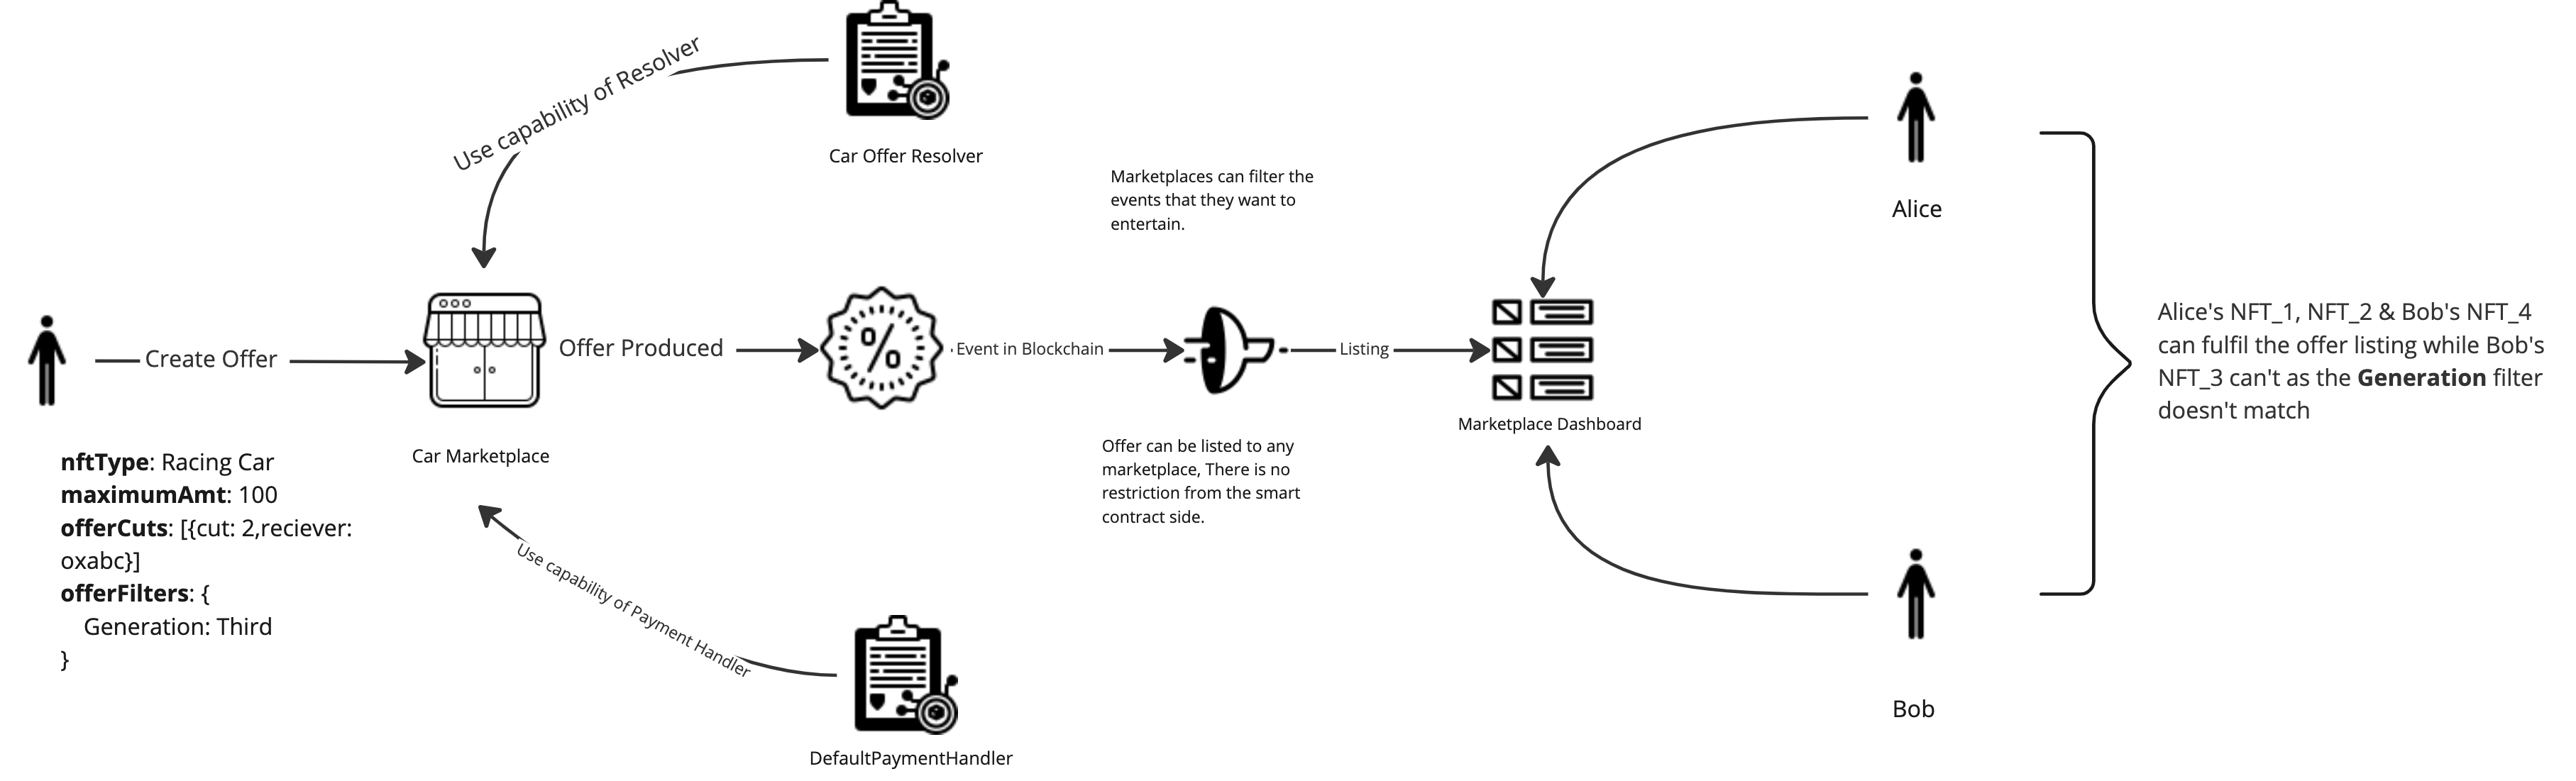 Use capability of Resolver
Car Offer Resolver
Create Offer
nftType: Racing Car
maximumAmt: 100
offerCuts: [{cut: 2,reciever:
oxabc}]
offerFilters: {
Generation: Third
}
Car Marketplace
Use capability of Payment Handler
DefaultPaymentHandler
Offer Produced
%
Event in Blockchain
Marketplaces can filter the
events that they want to
entertain.
Offer can be listed to any
marketplace, There is no
restriction from the smart
contract side.
Listing
Marketplace Dashboard
Alice
Bob
Alice's NFT_1, NFT_2 & Bob's NFT_4
can fulfil the offer listing while Bob's
NFT_3 can't as the Generation filter
doesn't match